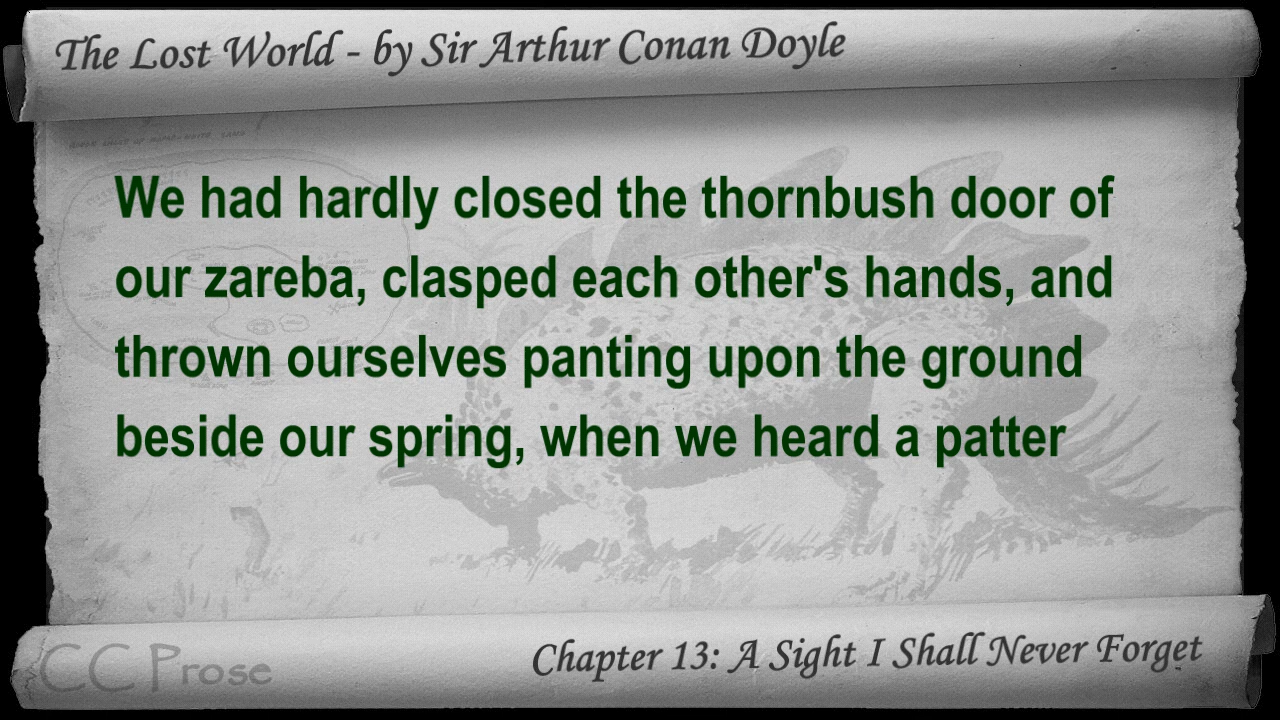 The Lost World - by Sir Arthur Conan Doyle
We had hardly closed the thornbush door of
our zareba, clasped each other's hands, and
thrown ourselves panting upon the ground
beside our spring, when we heard a patter
CC Prose
Chapter 13: A Sight I Shall Never Forget